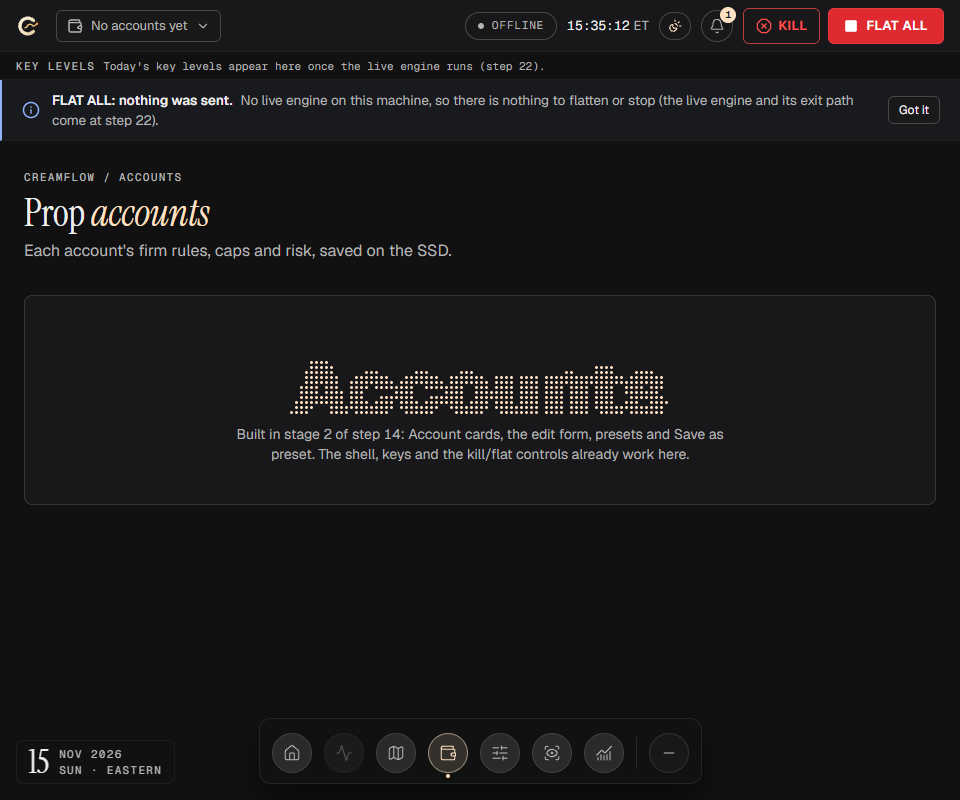 No accounts yet
OFFLINE
15:35:12 ET
1
KILL
FLAT ALL
KEY LEVELS Today's key levels appear here once the live engine runs (step 22).
FLAT ALL: nothing was sent. No live engine on this machine, so there is nothing to flatten or stop (the live engine and its exit path
come at step 22).
Got it
CREAMFLOW / ACCOUNTS
Prop accounts
Each account's firm rules, caps and risk, saved on the SSD.
Accounts
Built in stage 2 of step 14: Account cards, the edit form, presets and Save as
preset. The shell, keys and the kill/flat controls already work here.
15
NOV 2026
SUN · EASTERN